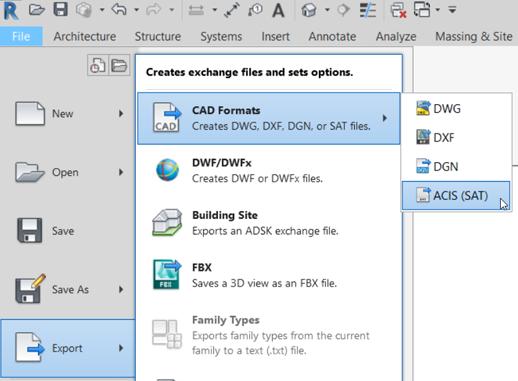 File Architecture Structure Systems Insert Annotate Analyze Massing & Site
Creates exchange files and sets options.
New
Open
Save
Save As
Export
CAD Formats
Creates DWG, DXF, DGN, or SAT files.
DWF/DWFx
Creates DWF or DWFx files.
Building Site
Exports an ADSK exchange file.
FBX
Saves a 3D view as an FBX file.
Family Types
Exports family types from the current
family to a text (.txt) file.
CAD
FBX
DWG
DXF
DGN
ACIS (SAT)